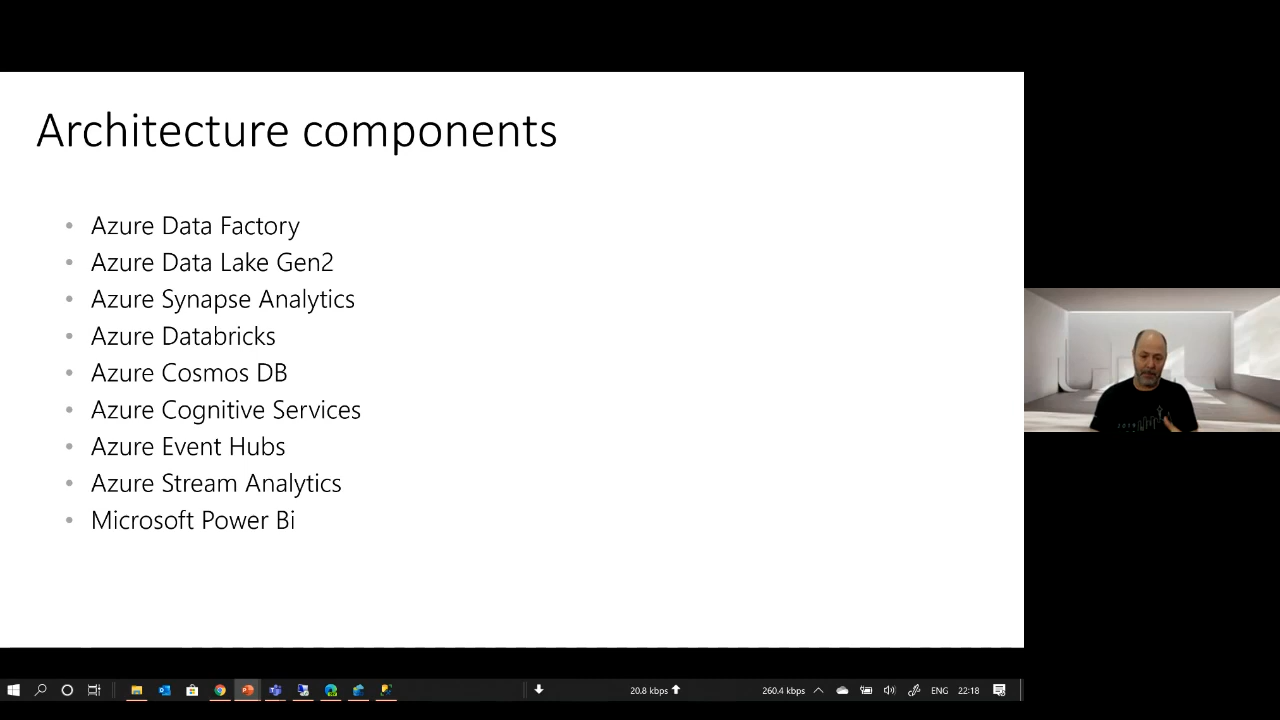 Architecture components
• Azure Data Factory
• Azure Data Lake Gen2
• Azure Synapse Analytics
• Azure Databricks
• Azure Cosmos DB
• Azure Cognitive Services
• Azure Event Hubs
• Azure Stream Analytics
• Microsoft Power Bi
2019
20.8 kbps 260.4 kbps ENG 22:18